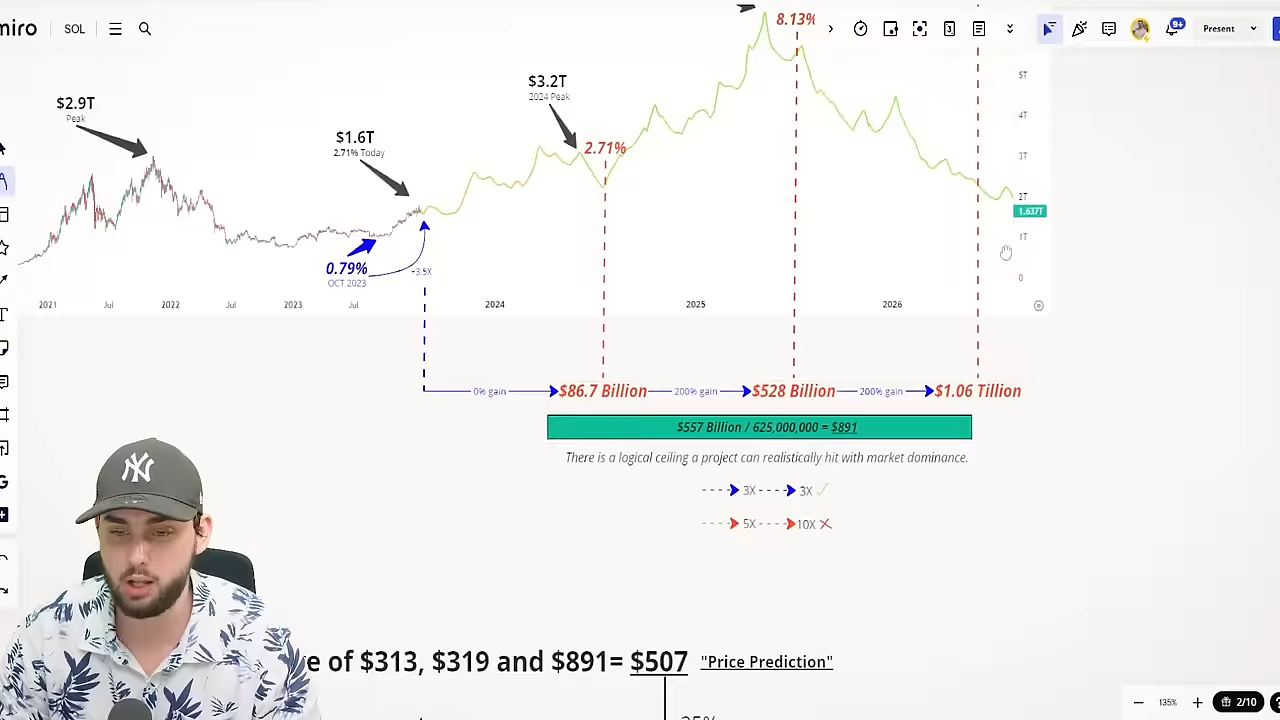 miro SOL 9+ Present
8.13%
$3.2T
2024 Peak
$2.9T
Peak
$1.6T
2.71% Today
2.71%
5T
4T
3T
2T
1.637T
1T
0
0.79%
OCT 2023
+3.5X
2021 Jul 2022 Jul 2023 Jul 2024 2025 2026
0% gain $86.7 Billion 200% gain $528 Billion 200% gain $1.06 Tillion
$557 Billion / 625,000,000 = $891
There is a logical ceiling a project can realistically hit with market dominance.
3X 3X
5X 10X
e of $313, $319 and $891= $507 "Price Prediction"
135% 2/10